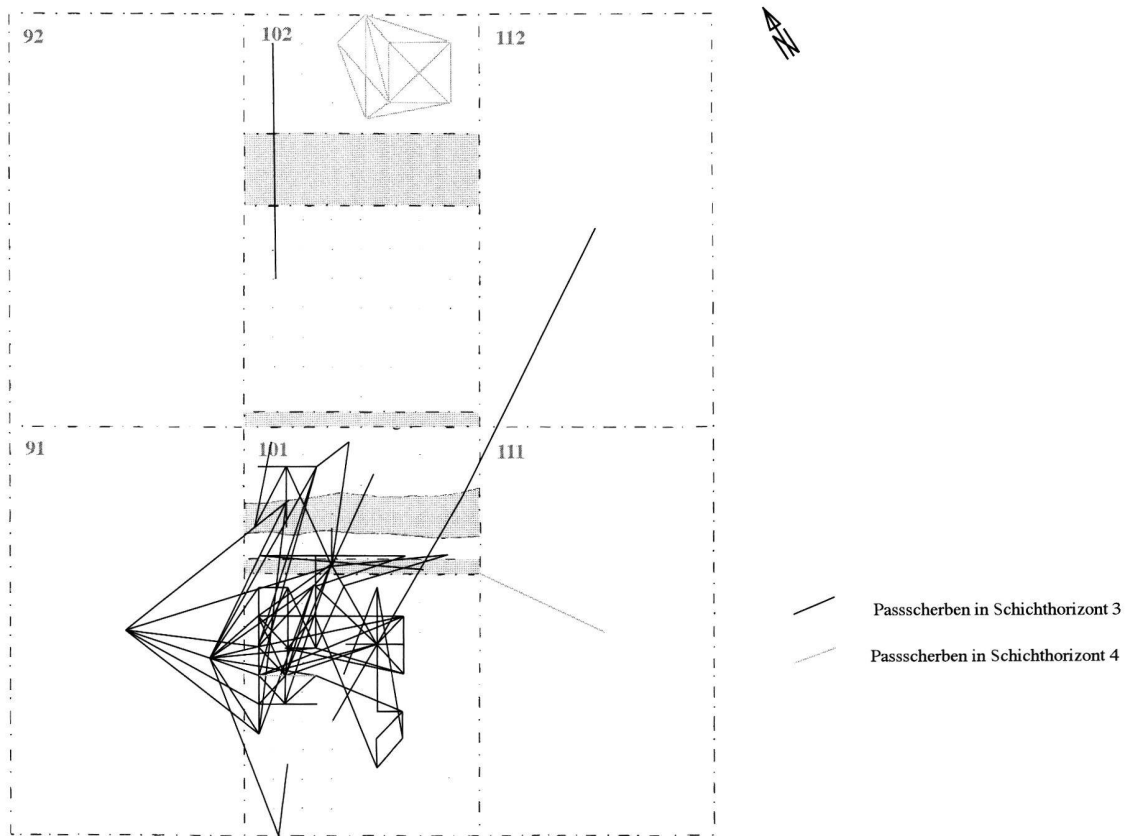 92
102
112
91
101
111
N
Passscherben in Schichthorizont 3
Passscherben in Schichthorizont 4